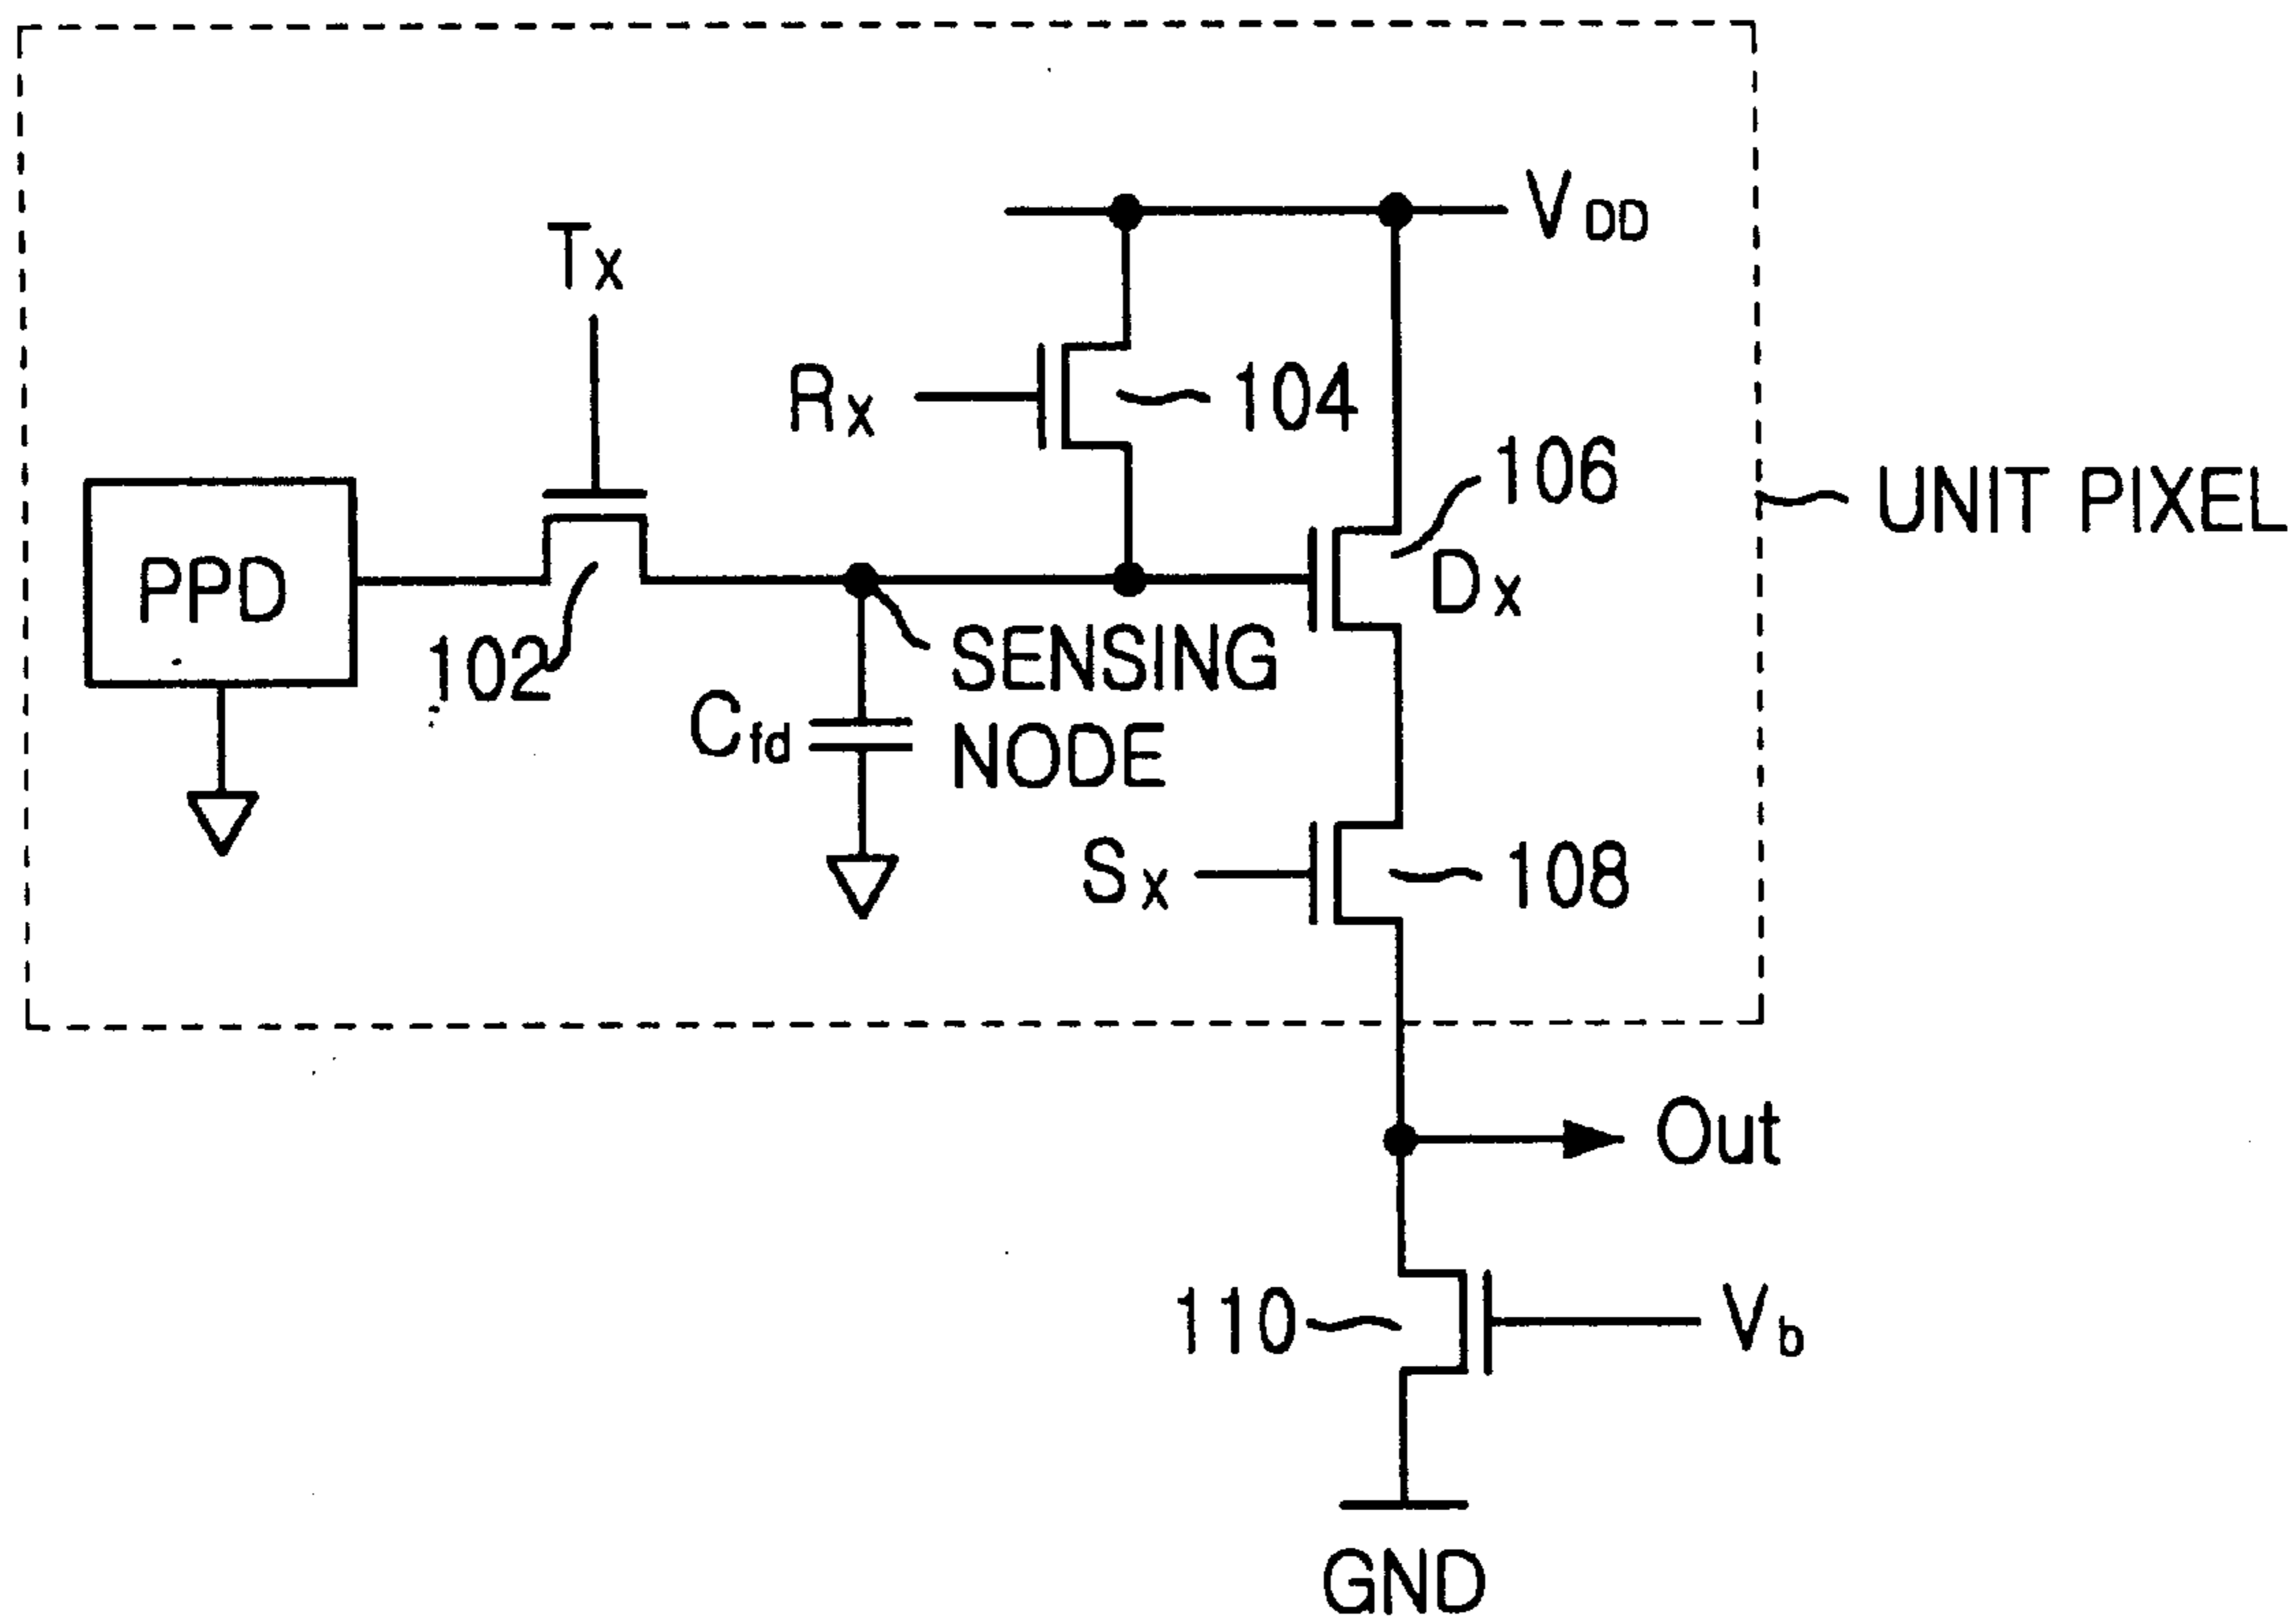 VDD
Tx
Rx
104
106
UNIT PIXEL
PPD
Dx
102
SENSING
NODE
Cfd
Sx
108
Out
110
Vb
GND